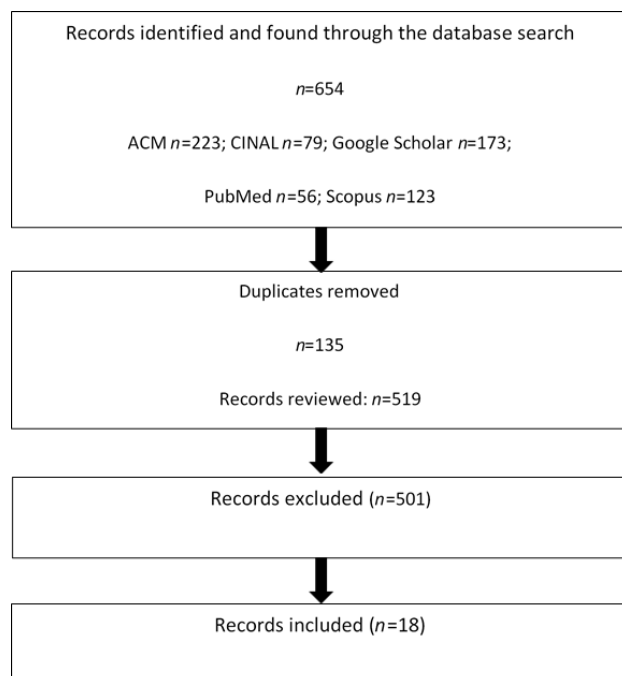 Records identified and found through the database search
n=654
ACM n=223; CINAL n=79; Google Scholar n=173;
PubMed n=56; Scopus n=123
Duplicates removed
n=135
Records reviewed: n=519
Records excluded (n=501)
Records included (n=18)